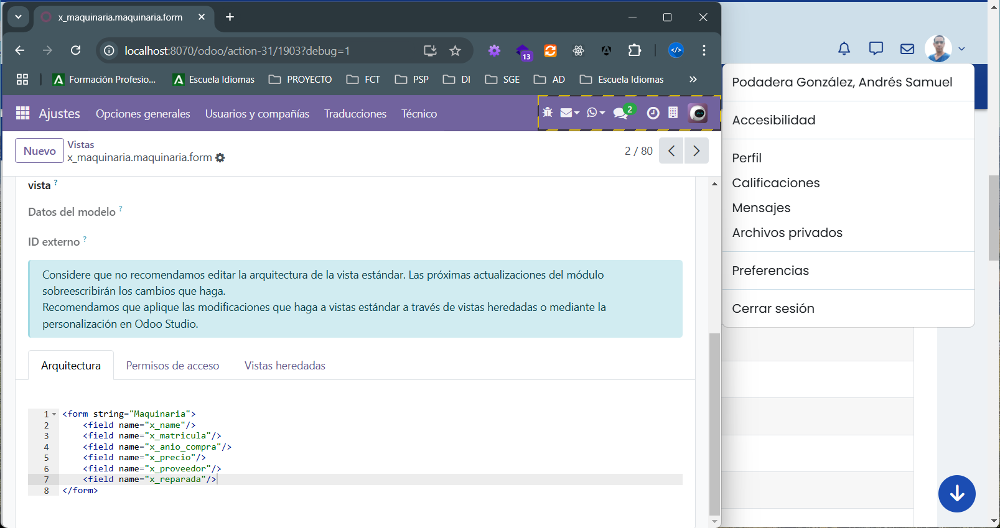 x_maquinaria.maquinaria.form
localhost:8070/odoo/action-31/1903?debug=1
13
Formación Profesio...
Escuela Idiomas
PROYECTO
FCT
PSP
DI
SGE
AD
Escuela Idiomas
»
Ajustes
Opciones generales
Usuarios y compañías
Traducciones
Técnico
2
Nuevo
Vistas
x_maquinaria.maquinaria.form
2 / 80
vista ?
Datos del modelo ?
ID externo ?
Considere que no recomendamos editar la arquitectura de la vista estándar. Las próximas actualizaciones del módulo
sobreescribirán los cambios que haga.
Recomendamos que aplique las modificaciones que haga a vistas estándar a través de vistas heredadas o mediante la
personalización en Odoo Studio.
Arquitectura
Permisos de acceso
Vistas heredadas
1 <form string="Maquinaria">
2 <field name="x_name"/>
3 <field name="x_matricula"/>
4 <field name="x_anio_compra"/>
5 <field name="x_precio"/>
6 <field name="x_proveedor"/>
7 <field name="x_reparada"/>
8 </form>
Podadera González, Andrés Samuel
Accesibilidad
Perfil
Calificaciones
Mensajes
Archivos privados
Preferencias
Cerrar sesión